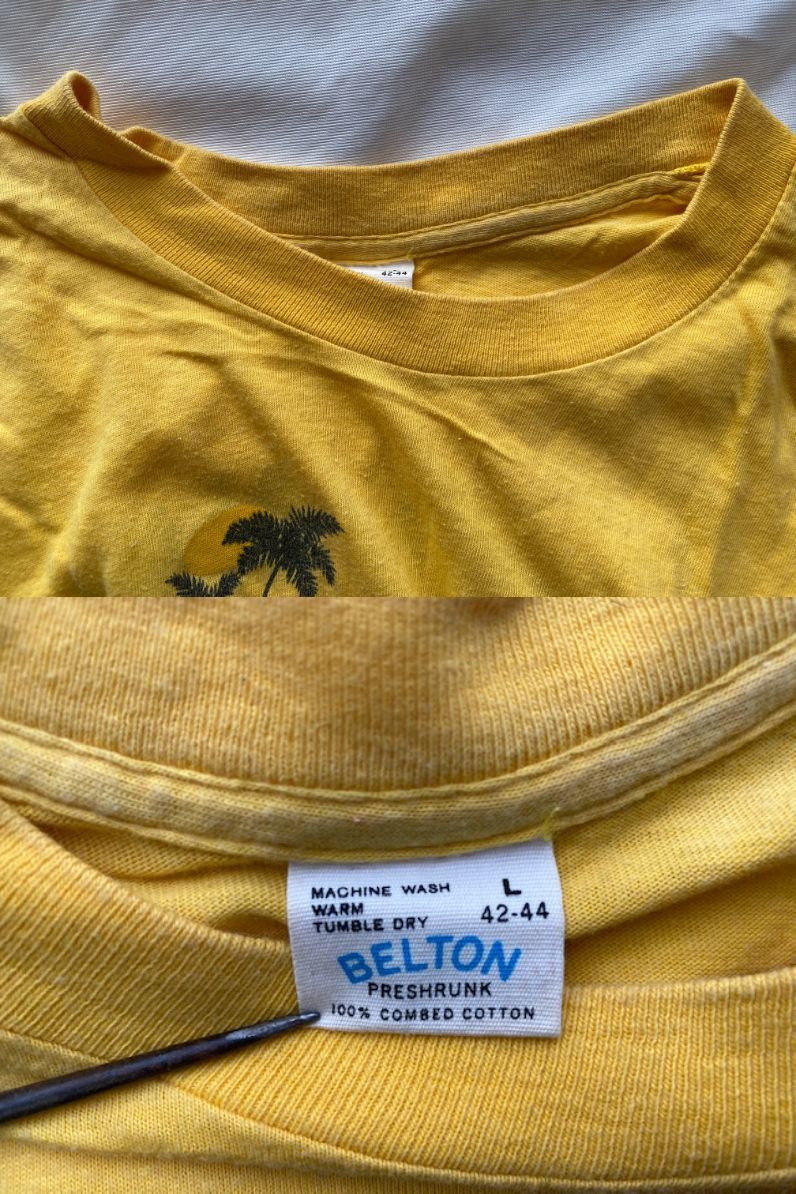 42-44
MACHINE WASH L
WARM 42-44
TUMBLE DRY
BELTON
PRESHRUNK
100% COMBED COTTON